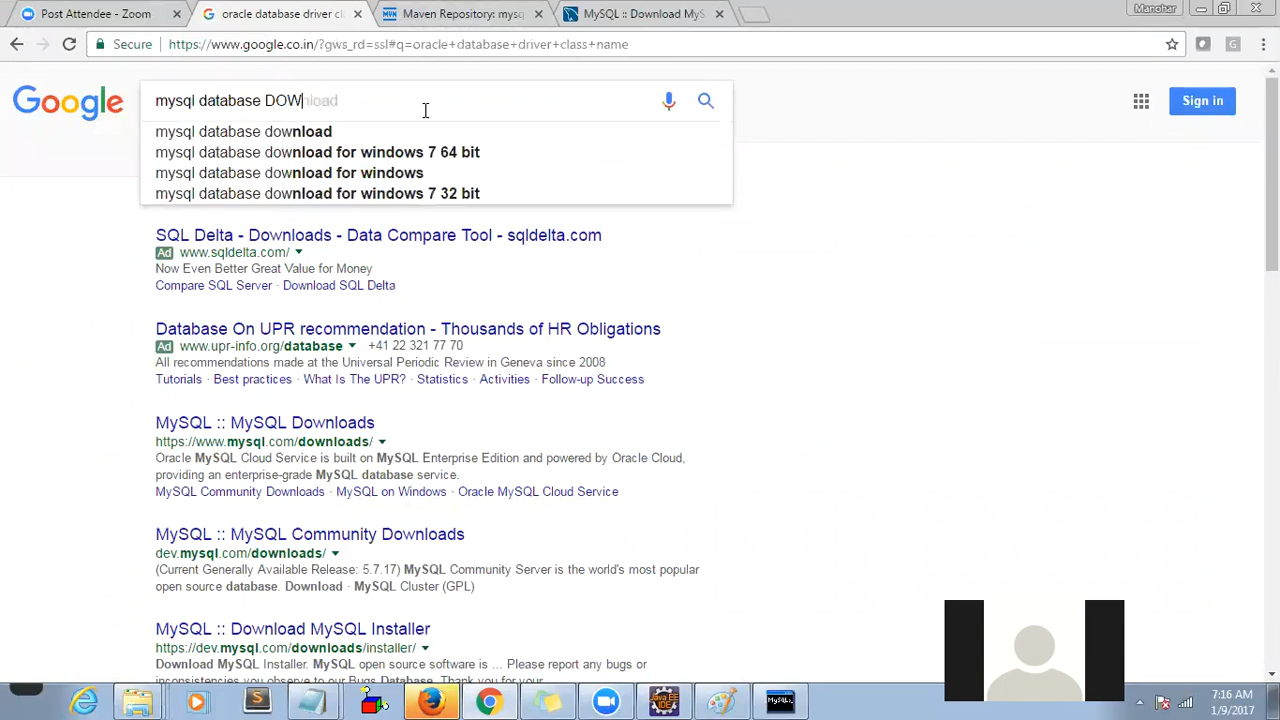 Post Attendee - Zoom
oracle database driver cl
Maven Repository: mysq
MySQL :: Download MyS
Manohar
Secure
https://www.google.co.in/?gws_rd=ssl#q=oracle+database+driver+class+name
Google
mysql database DOWnload
Sign in
mysql database download
mysql database download for windows 7 64 bit
mysql database download for windows
mysql database download for windows 7 32 bit
SQL Delta - Downloads - Data Compare Tool - sqldelta.com
Ad www.sqldelta.com/
Now Even Better Great Value for Money
Compare SQL Server · Download SQL Delta
Database On UPR recommendation - Thousands of HR Obligations
Ad www.upr-info.org/database +41 22 321 77 70
All recommendations made at the Universal Periodic Review in Geneva since 2008
Tutorials · Best practices · What Is The UPR? · Statistics · Activities · Follow-up Success
MySQL :: MySQL Downloads
https://www.mysql.com/downloads/
Oracle MySQL Cloud Service is built on MySQL Enterprise Edition and powered by Oracle Cloud,
providing an enterprise-grade MySQL database service.
MySQL Community Downloads · MySQL on Windows · Oracle MySQL Cloud Service
MySQL :: MySQL Community Downloads
dev.mysql.com/downloads/
(Current Generally Available Release: 5.7.17) MySQL Community Server is the world's most popular
open source database. Download · MySQL Cluster (GPL)
MySQL :: Download MySQL Installer
https://dev.mysql.com/downloads/installer/
Download MySQL Installer. MySQL open source software is ... Please report any bugs or
inconsistencies you observe to our Bugs Database. Thank you for your
7:16 AM
1/9/2017